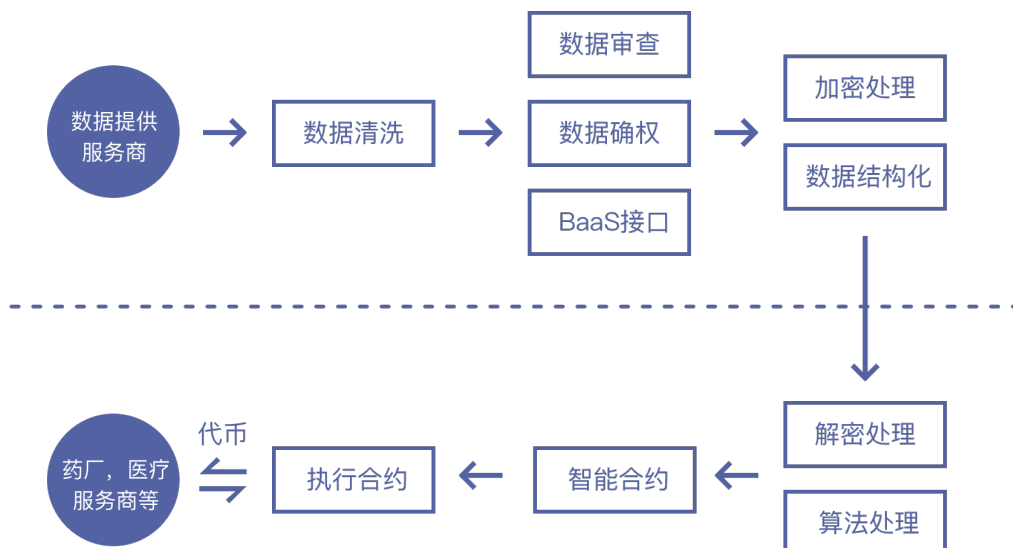 数据提供
服务商
数据清洗
数据审查
数据确权
BaaS接口
加密处理
数据结构化
解密处理
算法处理
智能合约
执行合约
代币
药厂，医疗
服务商等